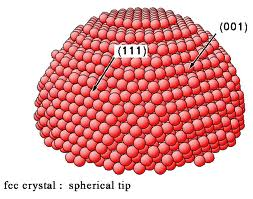 (001)
(111)
fcc crystal : spherical tip